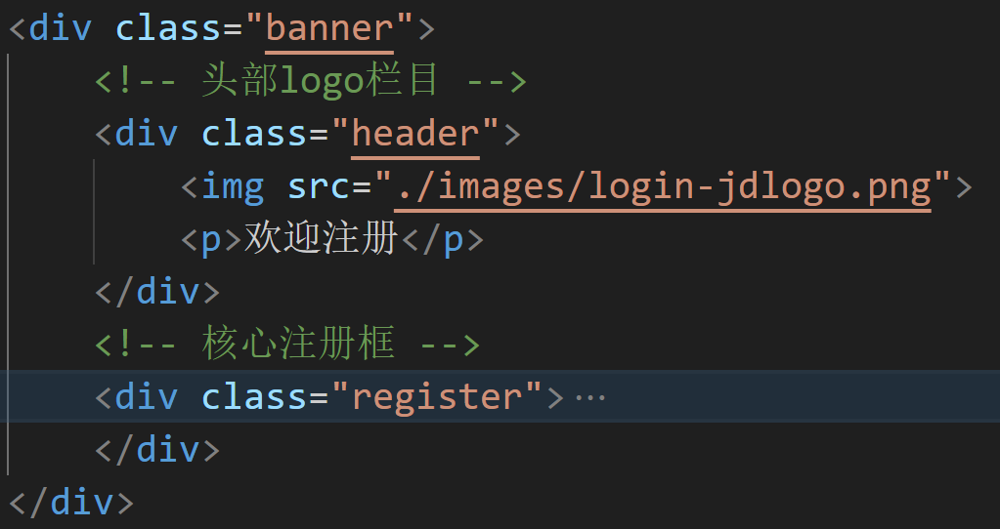 <div class="banner">
<!-- 头部logo栏目 -->
<div class="header">
<img src="./images/login-jdlogo.png">
<p>欢迎注册</p>
</div>
<!-- 核心注册框 -->
<div class="register">···
</div>
</div>